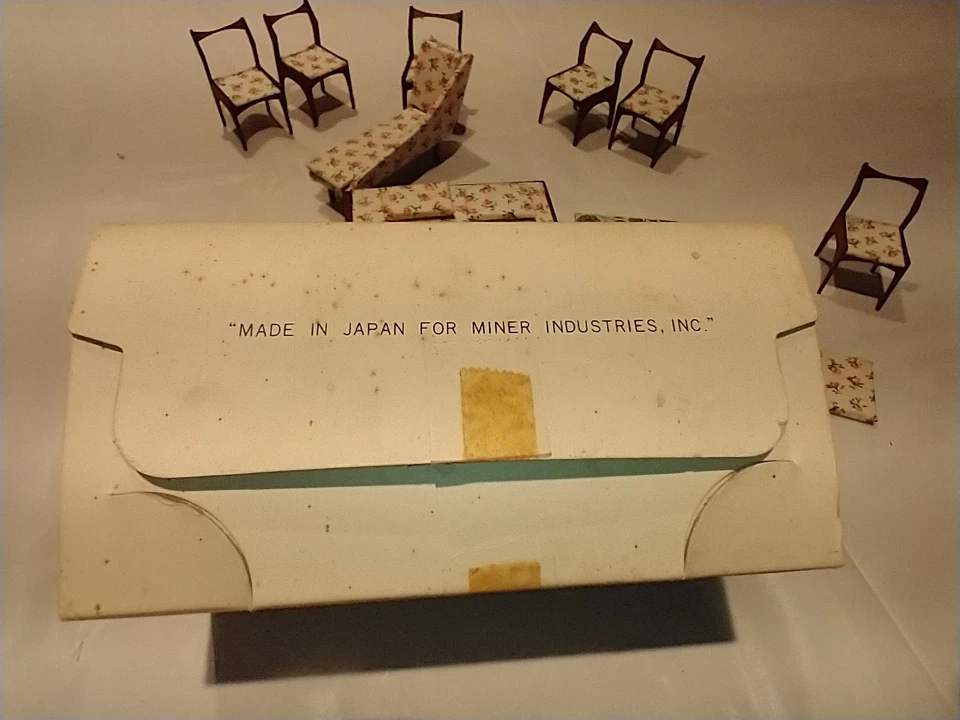 "MADE IN JAPAN FOR MINER INDUSTRIES, INC."